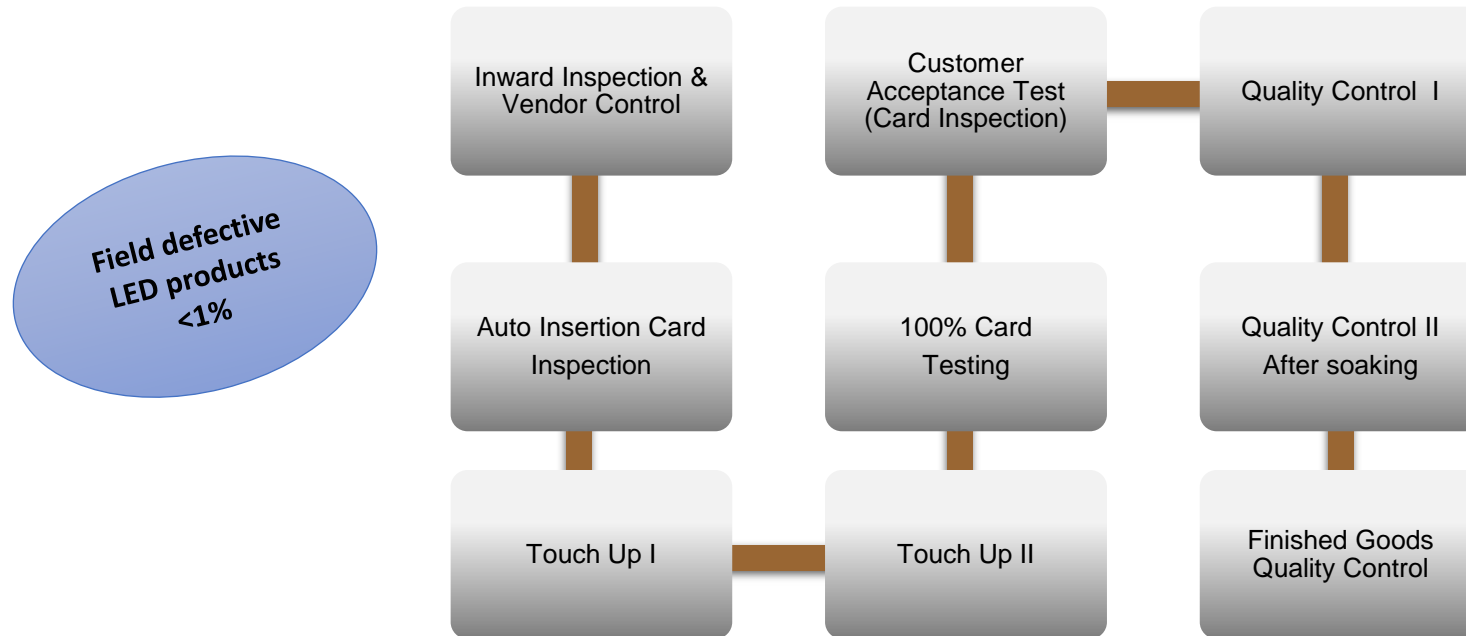 Field defective
LED products
<1%
Inward Inspection &
Vendor Control
Auto Insertion Card
Inspection
Touch Up I
Touch Up II
100% Card
Testing
Customer
Acceptance Test
(Card Inspection)
Quality Control I
Quality Control II
After soaking
Finished Goods
Quality Control